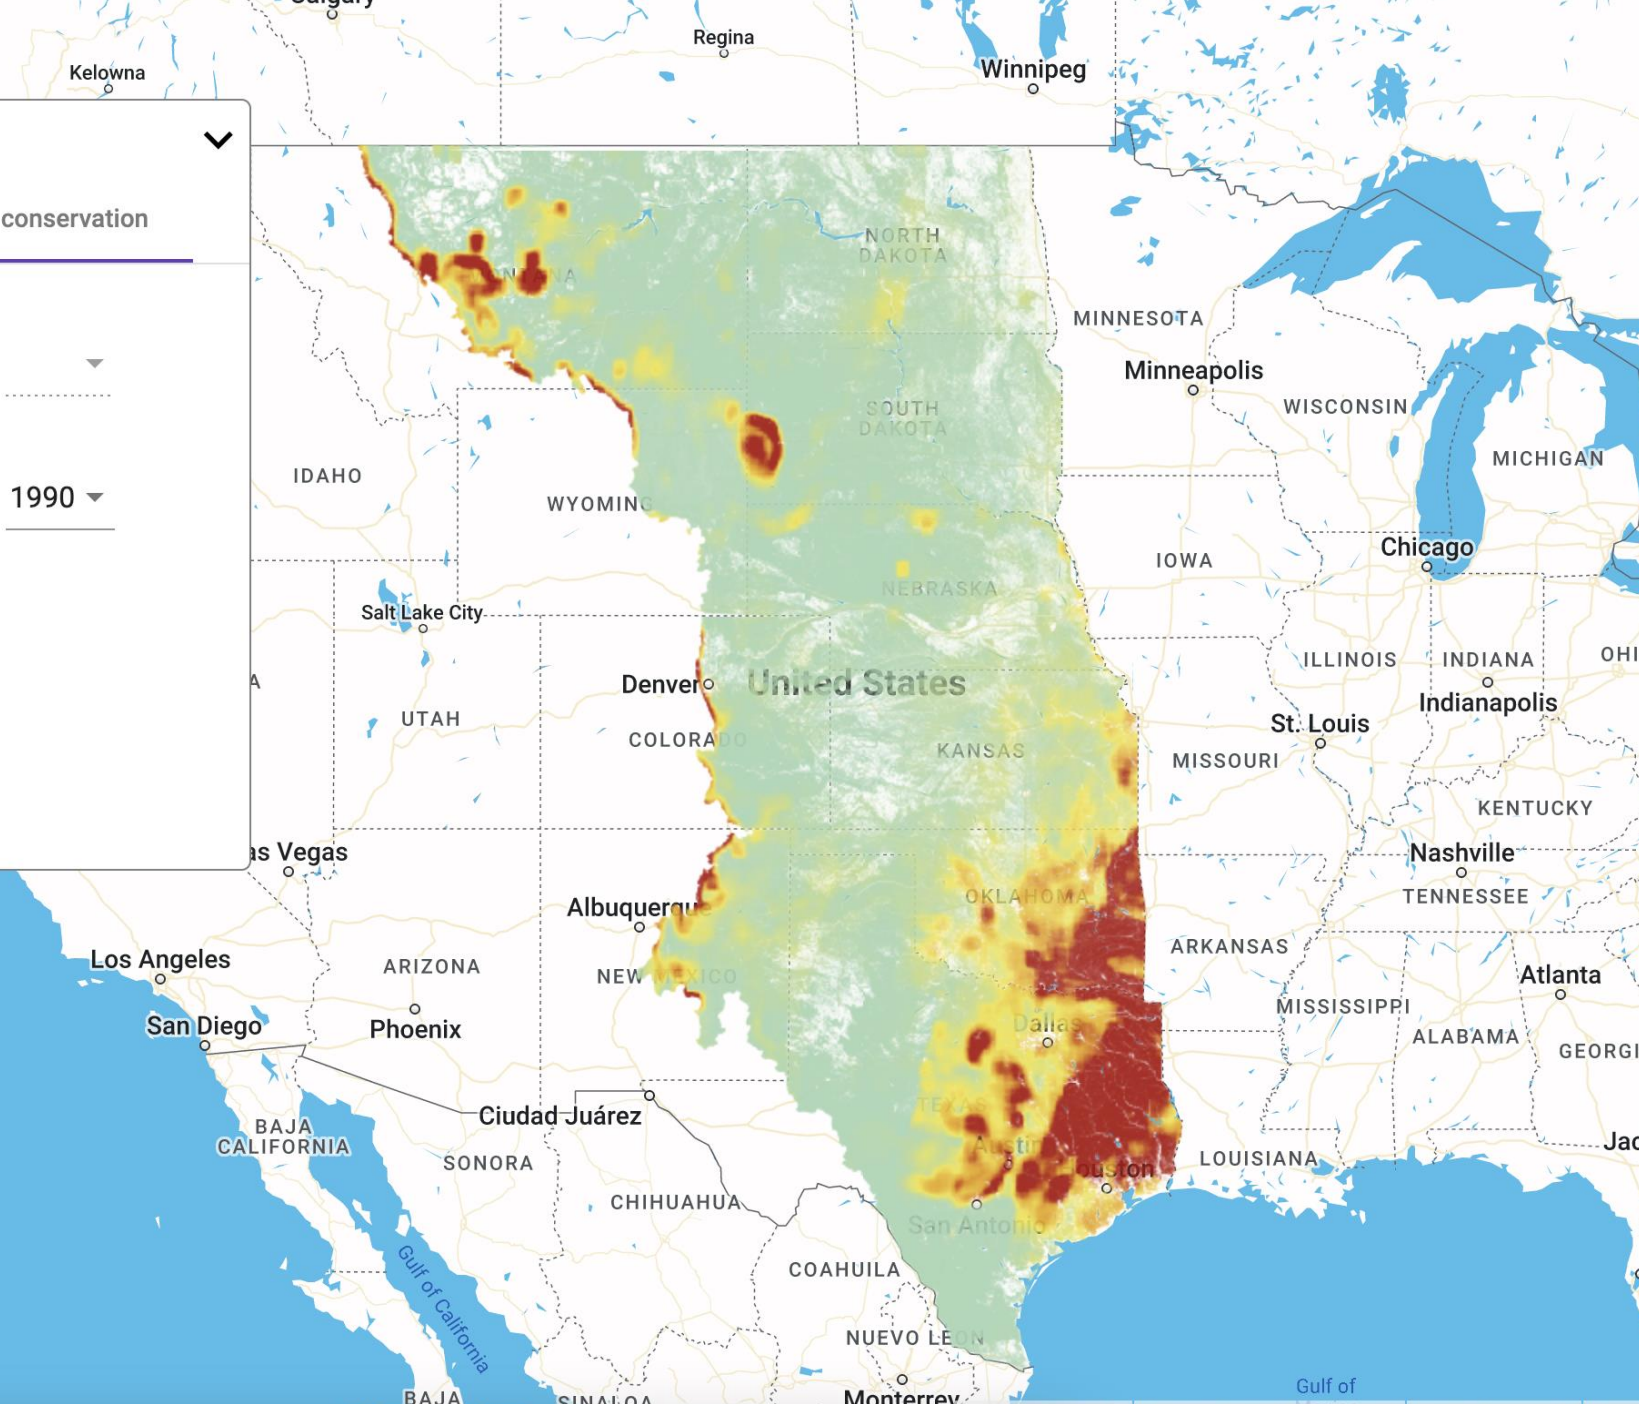 Calgary
Regina
Winnipeg
Kelowna
conservation
1990
MONTANA
NORTH
DAKOTA
MINNESOTA
Minneapolis
WISCONSIN
MICHIGAN
SOUTH
DAKOTA
IDAHO
WYOMING
IOWA
Chicago
NEBRASKA
Salt Lake City
ILLINOIS
INDIANA
OHI
Indianapolis
Denver
United States
A
UTAH
COLORADO
KANSAS
St. Louis
MISSOURI
KENTUCKY
as Vegas
Nashville
TENNESSEE
OKLAHOMA
Albuquerque
ARKANSAS
Los Angeles
ARIZONA
NEW MEXICO
Atlanta
MISSISSIPPI
San Diego
Phoenix
Dallas
ALABAMA
GEORGI
TEXAS
Ciudad Juárez
BAJA
CALIFORNIA
SONORA
Austin
Houston
LOUISIANA
Jac
CHIHUAHUA
San Antonio
Gulf of California
COAHUILA
NUEVO LEON
BAJA
SINALOA
Monterrey
Gulf of